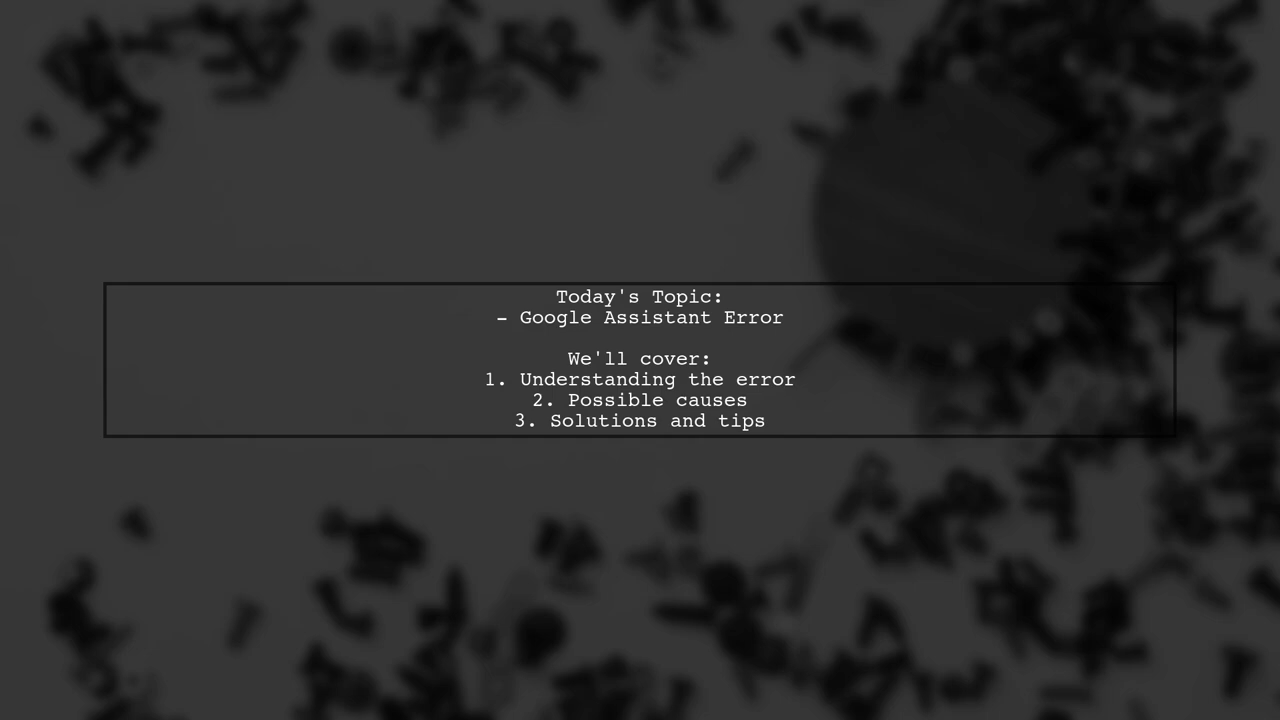 Today's Topic:
- Google Assistant Error
We'll cover:
1. Understanding the error
2. Possible causes
3. Solutions and tips